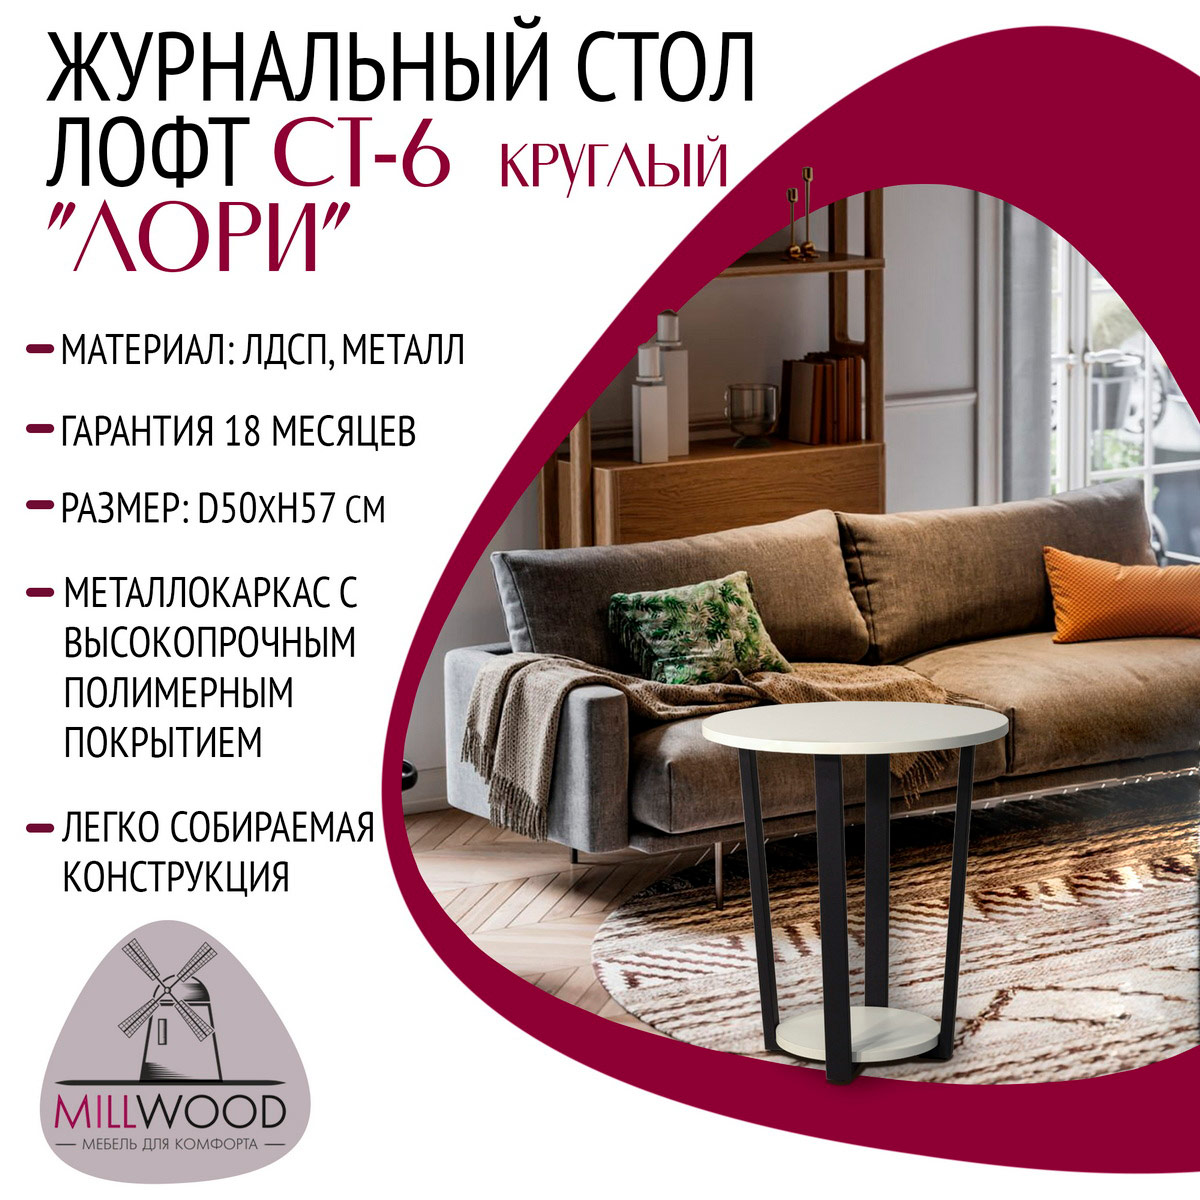 ЖУРНАЛЬНЫЙ СТОЛ
ЛОФТ СТ-6 КРУГЛЫЙ
"ЛОРИ"
МАТЕРИАЛ: ЛДСП, МЕТАЛЛ
ГАРАНТИЯ 18 МЕСЯЦЕВ
РАЗМЕР: D50xH57 см
МЕТАЛЛОКАРКАС С
ВЫСОКОПРОЧНЫМ
ПОЛИМЕРНЫМ
ПОКРЫТИЕМ
ЛЕГКО СОБИРАЕМАЯ
КОНСТРУКЦИЯ
MILLWOOD
— МЕБЕЛЬ ДЛЯ КОМФОРТА —